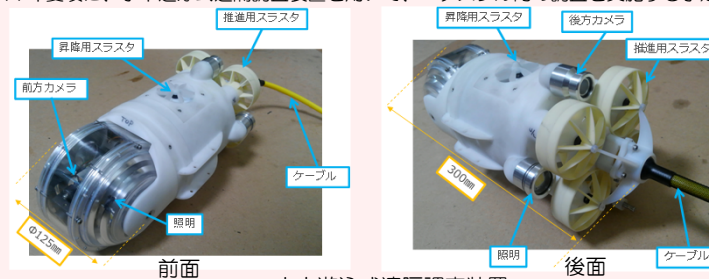 推進用スラスタ
昇降用スラスタ
前方カメラ
ケーブル
照明
Φ125㎜
前面
昇降用スラスタ
後方カメラ
推進用スラスタ
300㎜
照明
ケーブル
後面